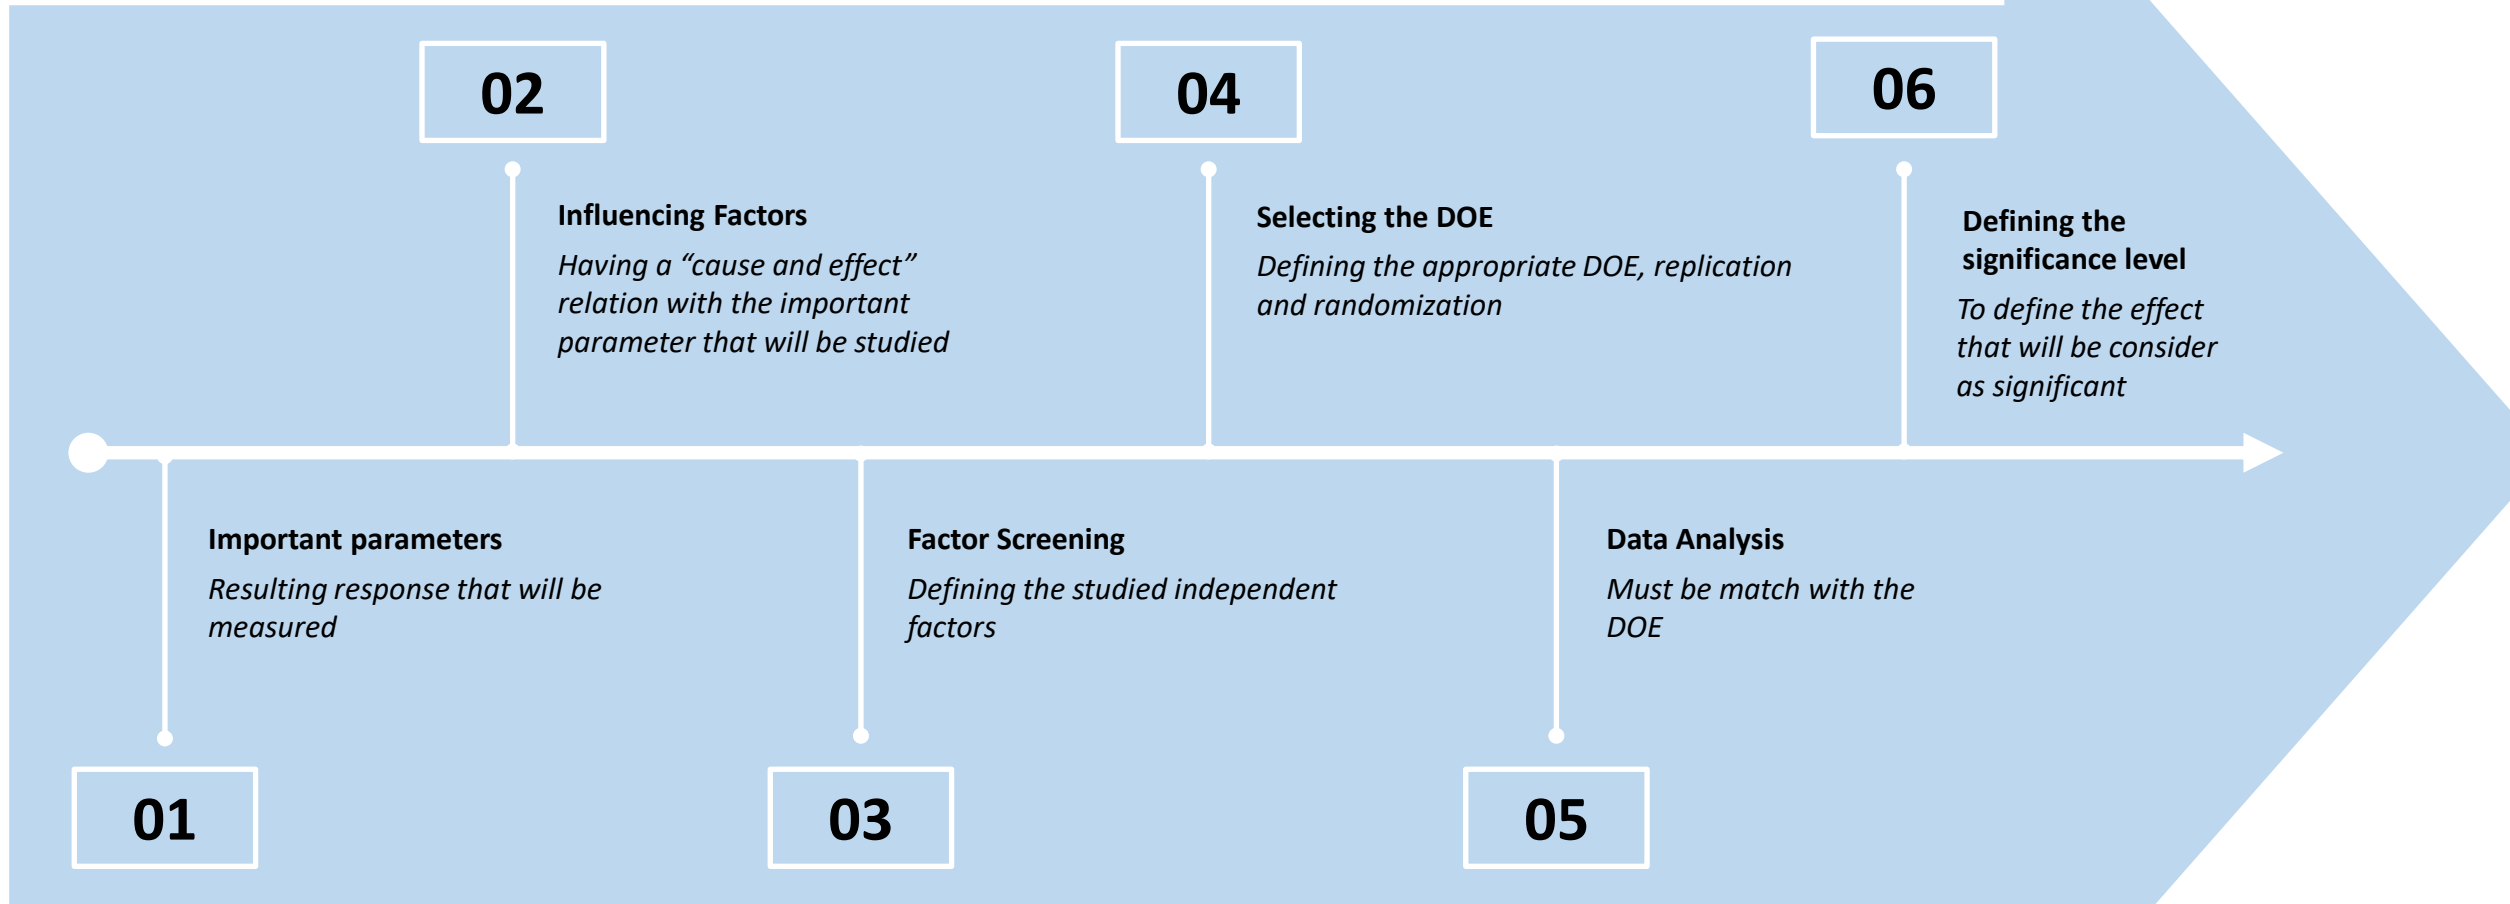 01
Important parameters
Resulting response that will be
measured
02
Influencing Factors
Having a “cause and effect”
relation with the important
parameter that will be studied
03
Factor Screening
Defining the studied independent
factors
04
Selecting the DOE
Defining the appropriate DOE, replication
and randomization
05
Data Analysis
Must be match with the
DOE
06
Defining the
significance level
To define the effect
that will be consider
as significant